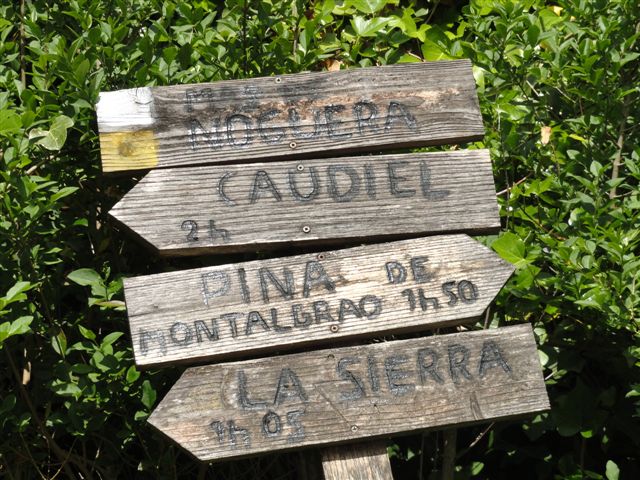 NOGUERA
CAUDIEL
2h
PINA DE
MONTALGRAO 1h50
LA SIERRA
1h05